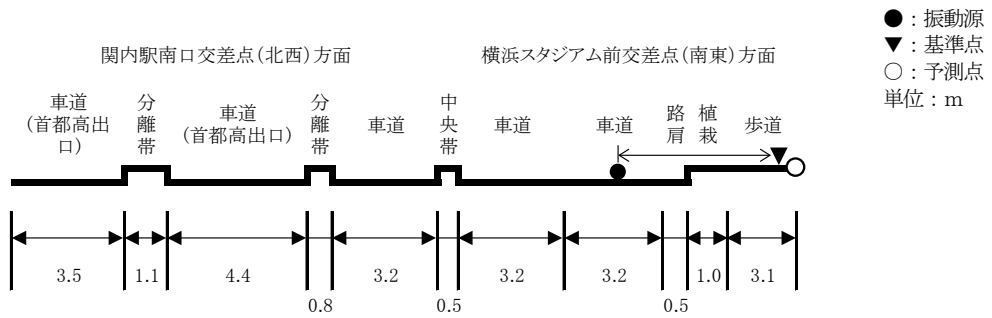 ●：振動源
▼：基準点
○：予測点
単位：m
関内駅南口交差点(北西)方面
横浜スタジアム前交差点(南東)方面
車道
(首都高出
口)
分離帯
車道
(首都高出口)
分離帯
車道
中央帯
車道
車道
路肩
植栽
歩道
3.5
1.1
4.4
0.8
3.2
0.5
3.2
3.2
0.5
1.0
3.1